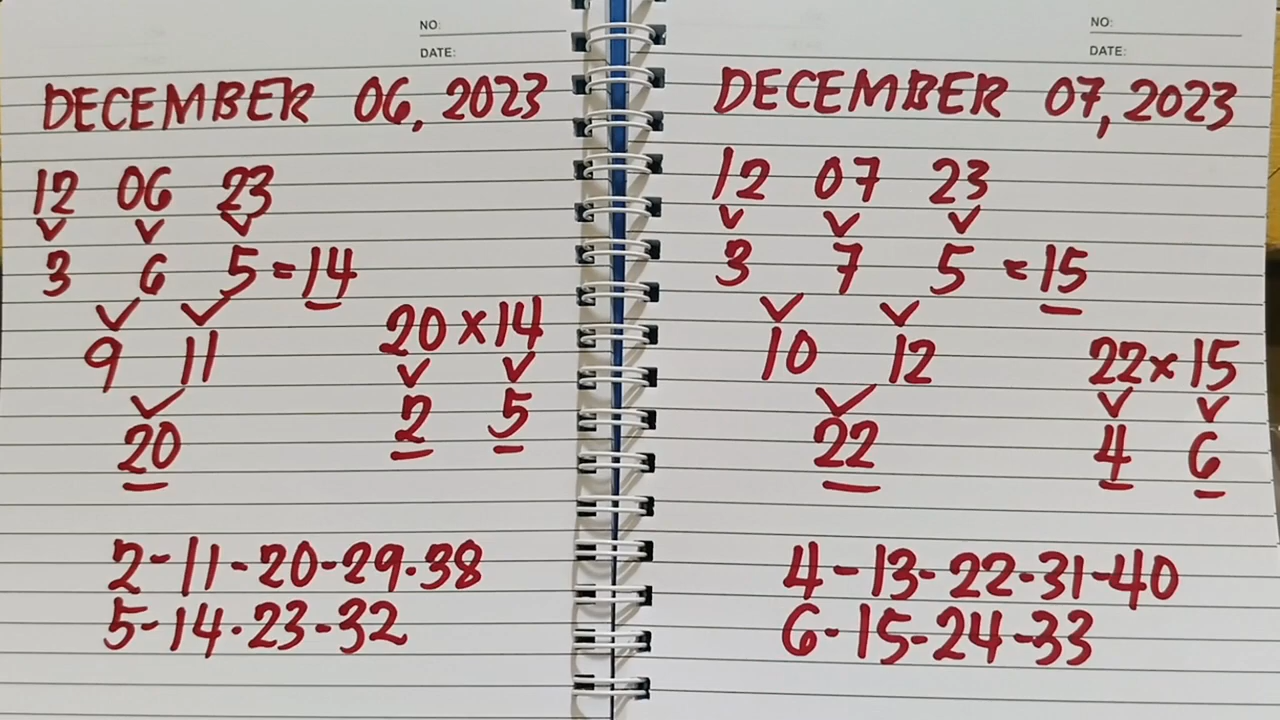 NO:
DATE:
DECEMBER 06, 2023
12 06 23
3 6 5 = 14
9 11
20
20 x 14
2 5
2-11-20-29.38
5-14.23-32
NO:
DATE:
DECEMBER 07, 2023
12 07 23
3 7 5 = 15
10 12
22
22 x 15
4 6
4-13-22.31-40
6-15-24-33